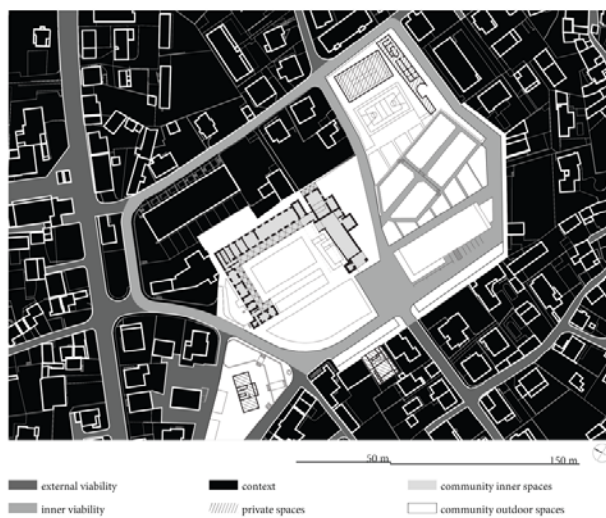 50 m
150 m
external viability
context
community inner spaces
inner viability
private spaces
community outdoor spaces